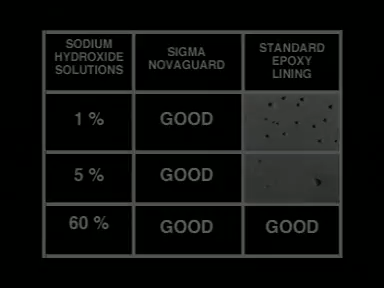 SODIUM
HYDROXIDE
SOLUTIONS
SIGMA
NOVAGUARD
STANDARD
EPOXY
LINING
1 %
GOOD
5 %
GOOD
60 %
GOOD
GOOD